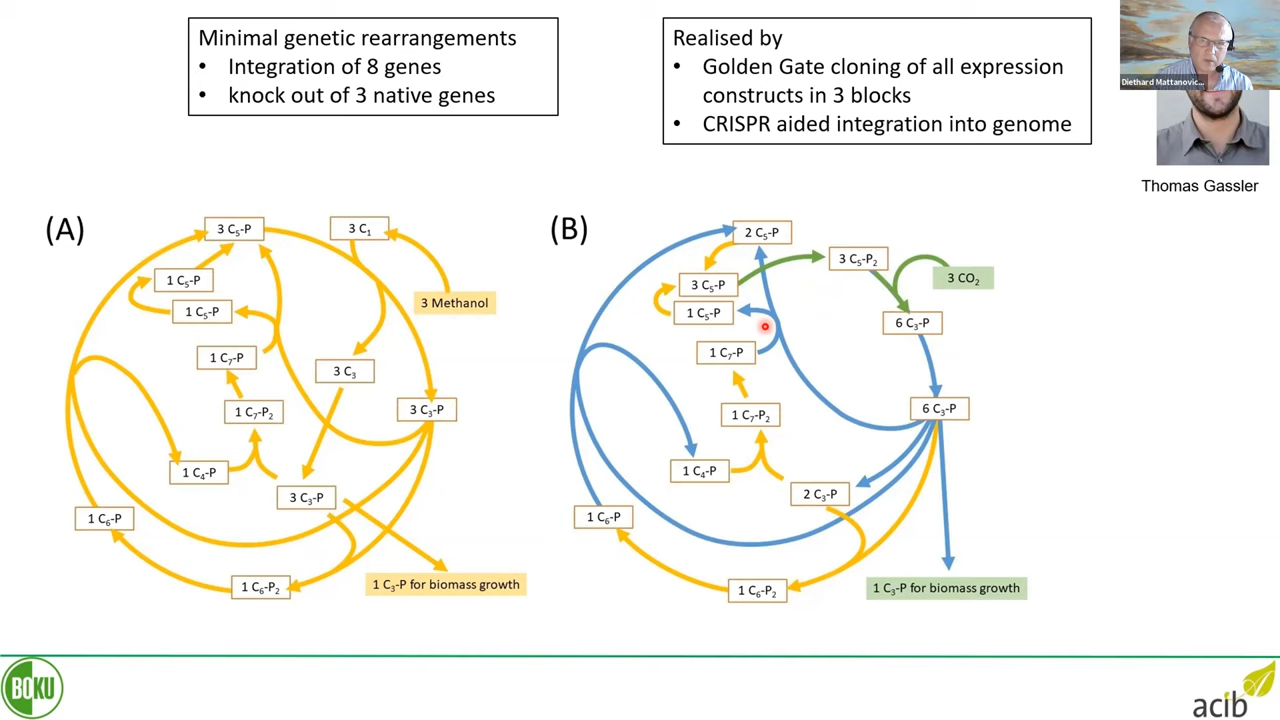 Minimal genetic rearrangements
• Integration of 8 genes
• knock out of 3 native genes
Realised by
• Golden Gate cloning of all expression
constructs in 3 blocks
• CRISPR aided integration into genome
Diethard Mattanovic...
Thomas Gassler
(A)
3 C₅-P
3 C₁
1 C₅-P
3 Methanol
1 C₅-P
1 C₇-P
3 C₃
1 C₇-P₂
3 C₃-P
1 C₄-P
3 C₃-P
1 C₆-P
1 C₆-P₂
1 C₃-P for biomass growth
(B)
2 C₅-P
3 C₅-P₂
3 C₅-P
3 CO₂
1 C₅-P
6 C₃-P
1 C₇-P
1 C₇-P₂
6 C₃-P
1 C₄-P
2 C₃-P
1 C₆-P
1 C₆-P₂
1 C₃-P for biomass growth
BOKU
acib